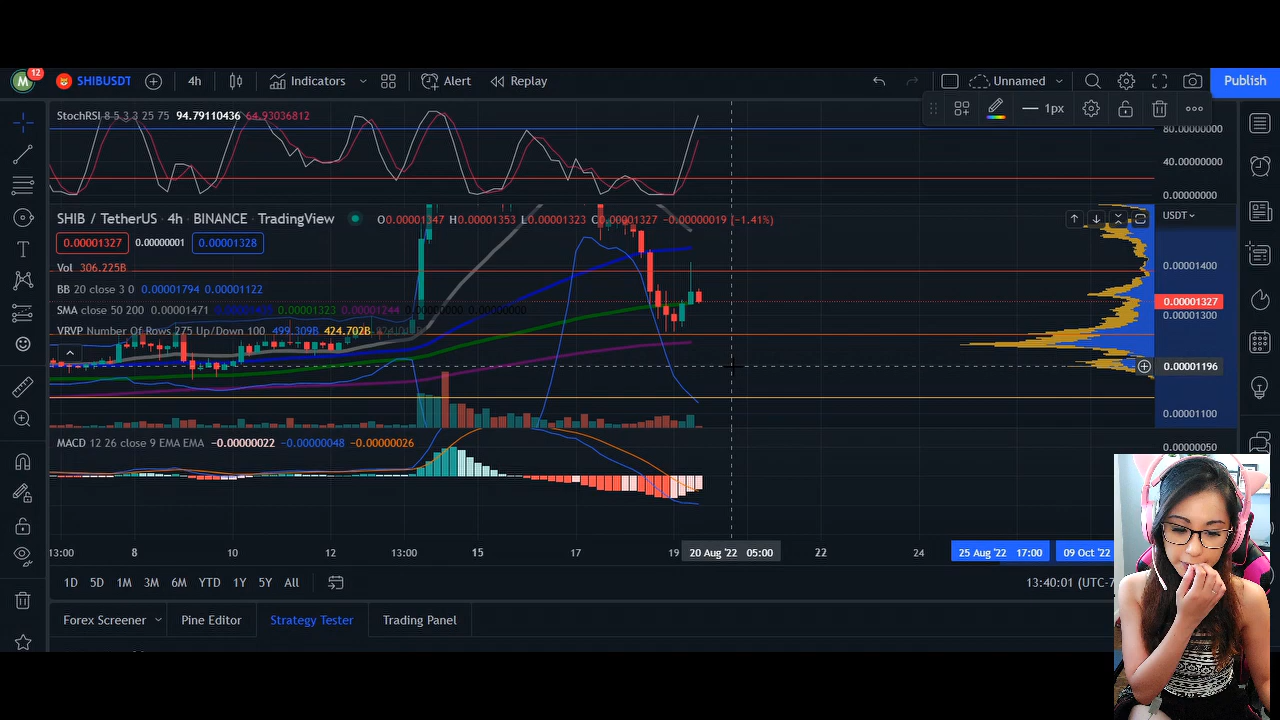 M 12 SHIBUSDT 4h Indicators Alert Replay Unnamed Publish
1px
StochRSI 8 5 3 3 25 75 94.79110436 64.93036812
80.00000000
40.00000000
0.00000000
SHIB / TetherUS · 4h · BINANCE · TradingView O0.00001347 H0.00001353 L0.00001323 C0.00001327 −0.00000019 (−1.41%)
USDT
0.00001327 0.00000001 0.00001328
Vol 306.225B
0.00001400
BB 20 close 3 0 0.00001794 0.00001122
0.00001327
SMA close 50 200 0.00001471 0.00001323 0.00001244
0.00001300
VRVP Number Of Rows 275 Up/Down 100 499.309B 424.702B
0.00001196
0.00001100
MACD 12 26 close 9 EMA EMA −0.00000022 −0.00000048 −0.00000026
0.00000050
13:00 8 10 12 13:00 15 17 19 20 Aug '22 05:00 22 24 25 Aug '22 17:00 09 Oct '22
1D 5D 1M 3M 6M YTD 1Y 5Y All 13:40:01 (UTC-7
Forex Screener Pine Editor Strategy Tester Trading Panel